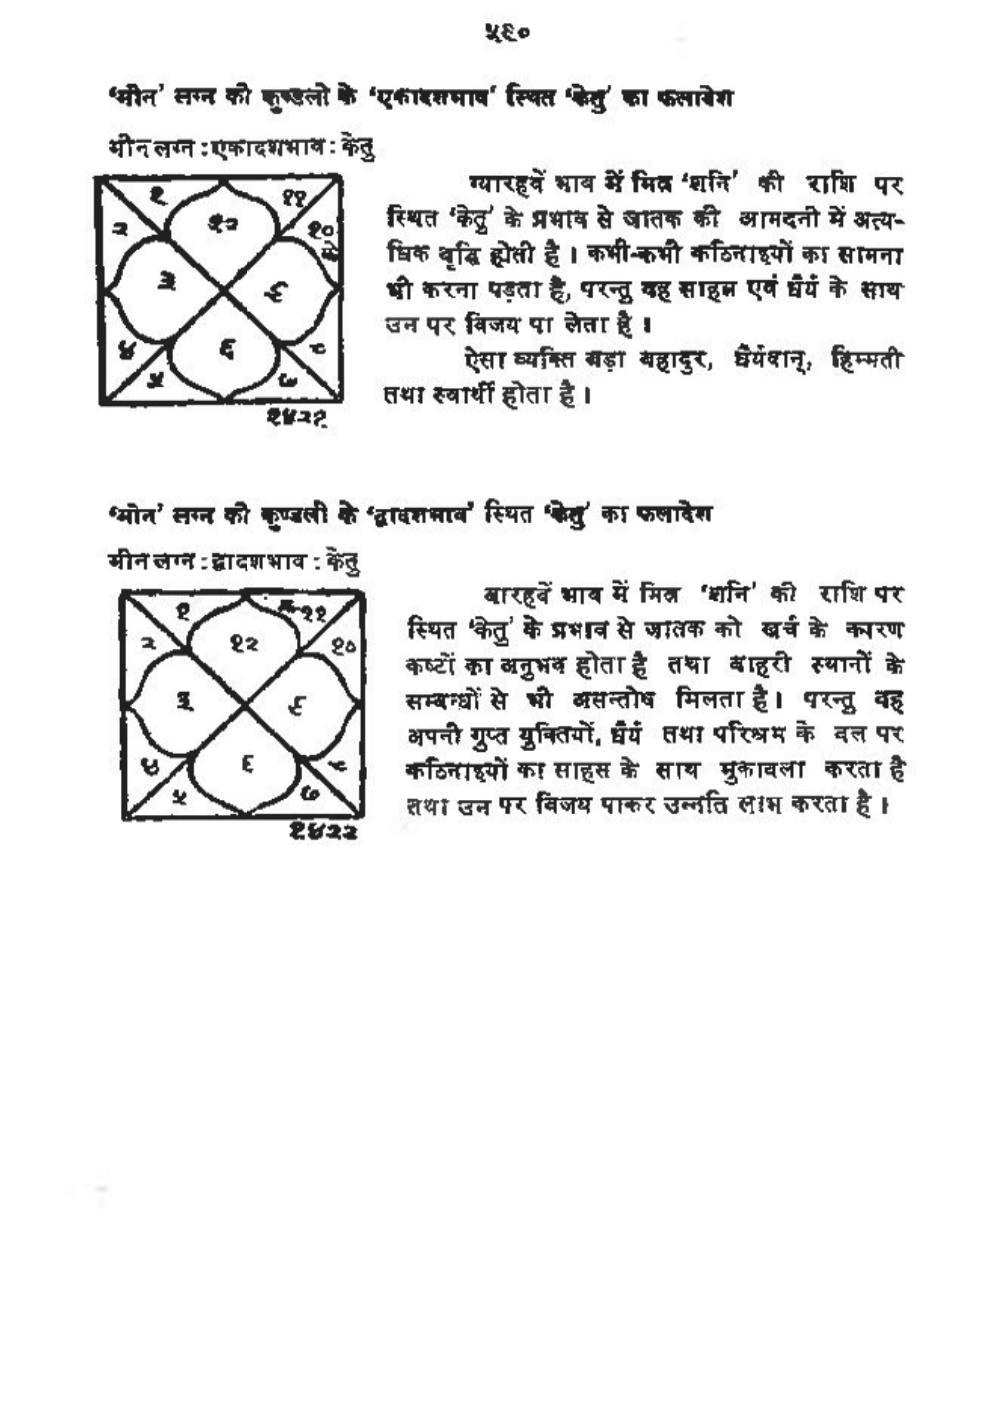 ५९०
'मीन' लग्न की कुण्डली के 'एकादशभाव' स्थित 'केतु' का फलादेश
मीन लग्न : एकादशभाव : केतु
१
११
२
१२
१०
के
३
९
४
६
८
५
७
१४२१
ग्यारहवें भाव में मित्र 'शनि' की राशि पर
स्थित 'केतु' के प्रभाव से जातक की आमदनी में अत्य-
धिक वृद्धि होती है । कभी-कभी कठिनाइयों का सामना
भी करना पड़ता है, परन्तु वह साहस एवं धैर्य के साथ
उन पर विजय पा लेता है ।
ऐसा व्यक्ति बड़ा बहादुर, धैर्यवान्, हिम्मती
तथा स्वार्थी होता है ।
'मीन' लग्न की कुण्डली के 'द्वादशभाव' स्थित 'केतु' का फलादेश
मीन लग्न : द्वादशभाव : केतु
१
के ११
२
१२
१०
३
९
४
६
८
५
७
१४२२
बारहवें भाव में मित्र 'शनि' की राशि पर
स्थित 'केतु' के प्रभाव से जातक को खर्च के कारण
कष्टों का अनुभव होता है तथा बाहरी स्थानों के
सम्बन्धों से भी असन्तोष मिलता है। परन्तु वह
अपनी गुप्त युक्तियों, धैर्य तथा परिश्रम के बल पर
कठिनाइयों का साहस के साथ मुकाबला करता है
तथा उन पर विजय पाकर उन्नति लाभ करता है ।